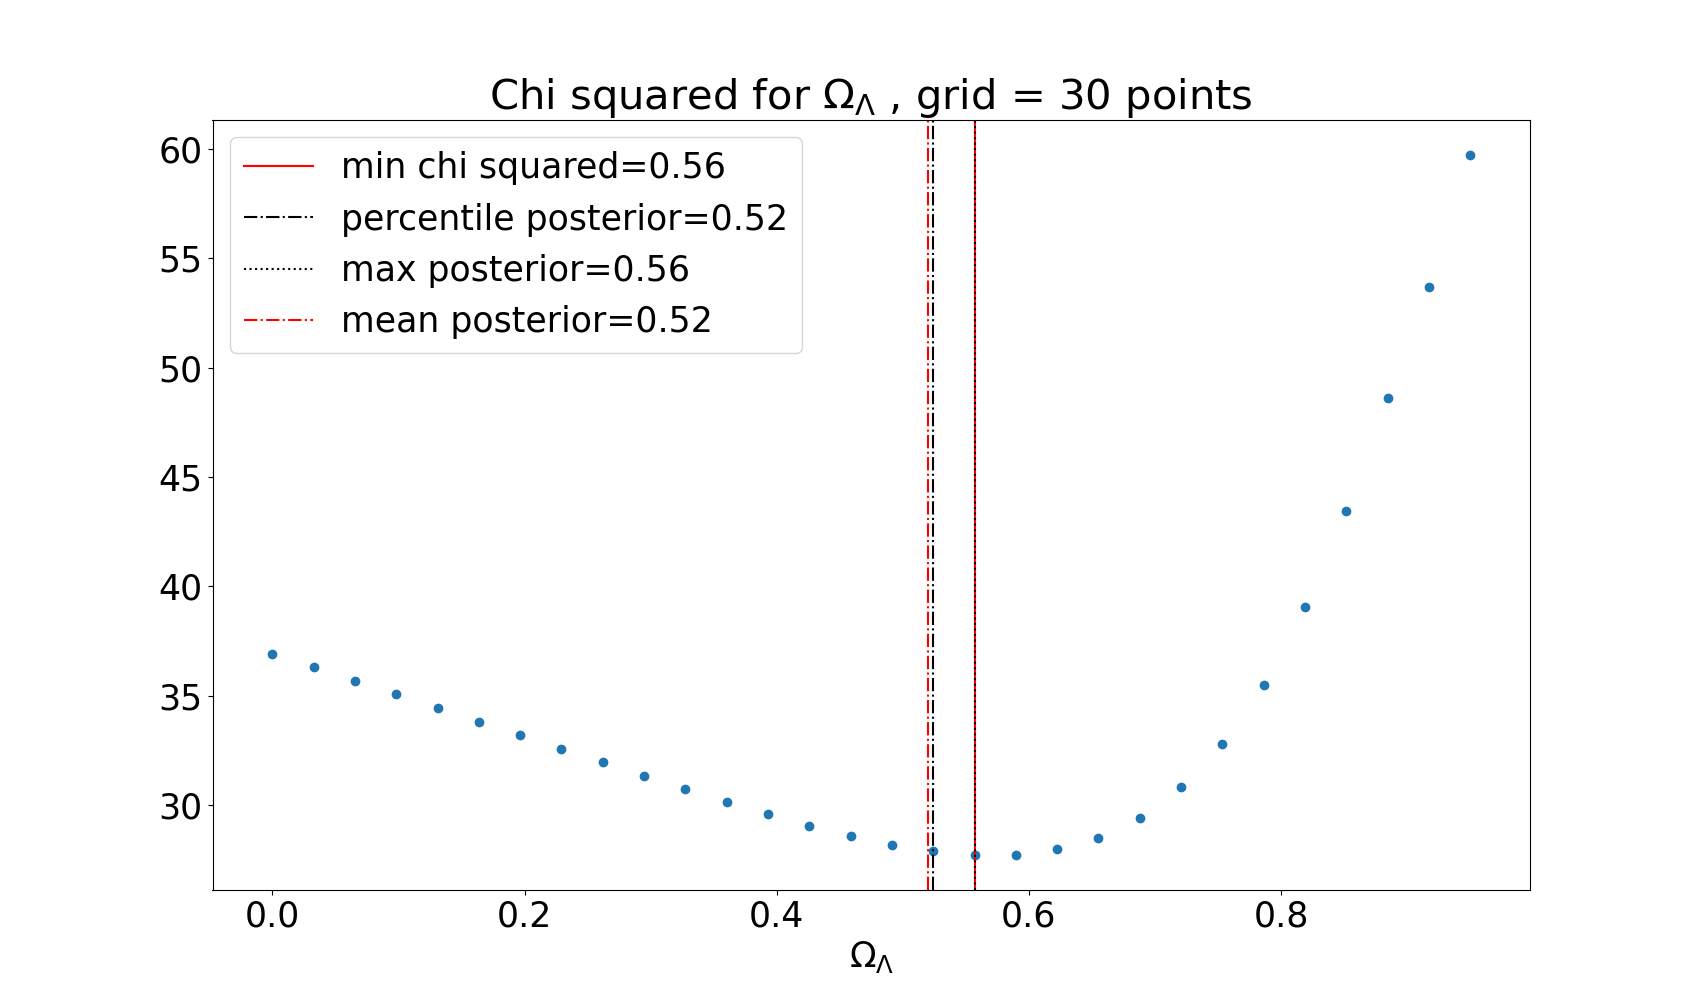 Chi squared for Ω_Λ , grid = 30 points
60
55
50
45
40
35
30
min chi squared=0.56
percentile posterior=0.52
max posterior=0.56
mean posterior=0.52
0.0 0.2 0.4 0.6 0.8
Ω_Λ